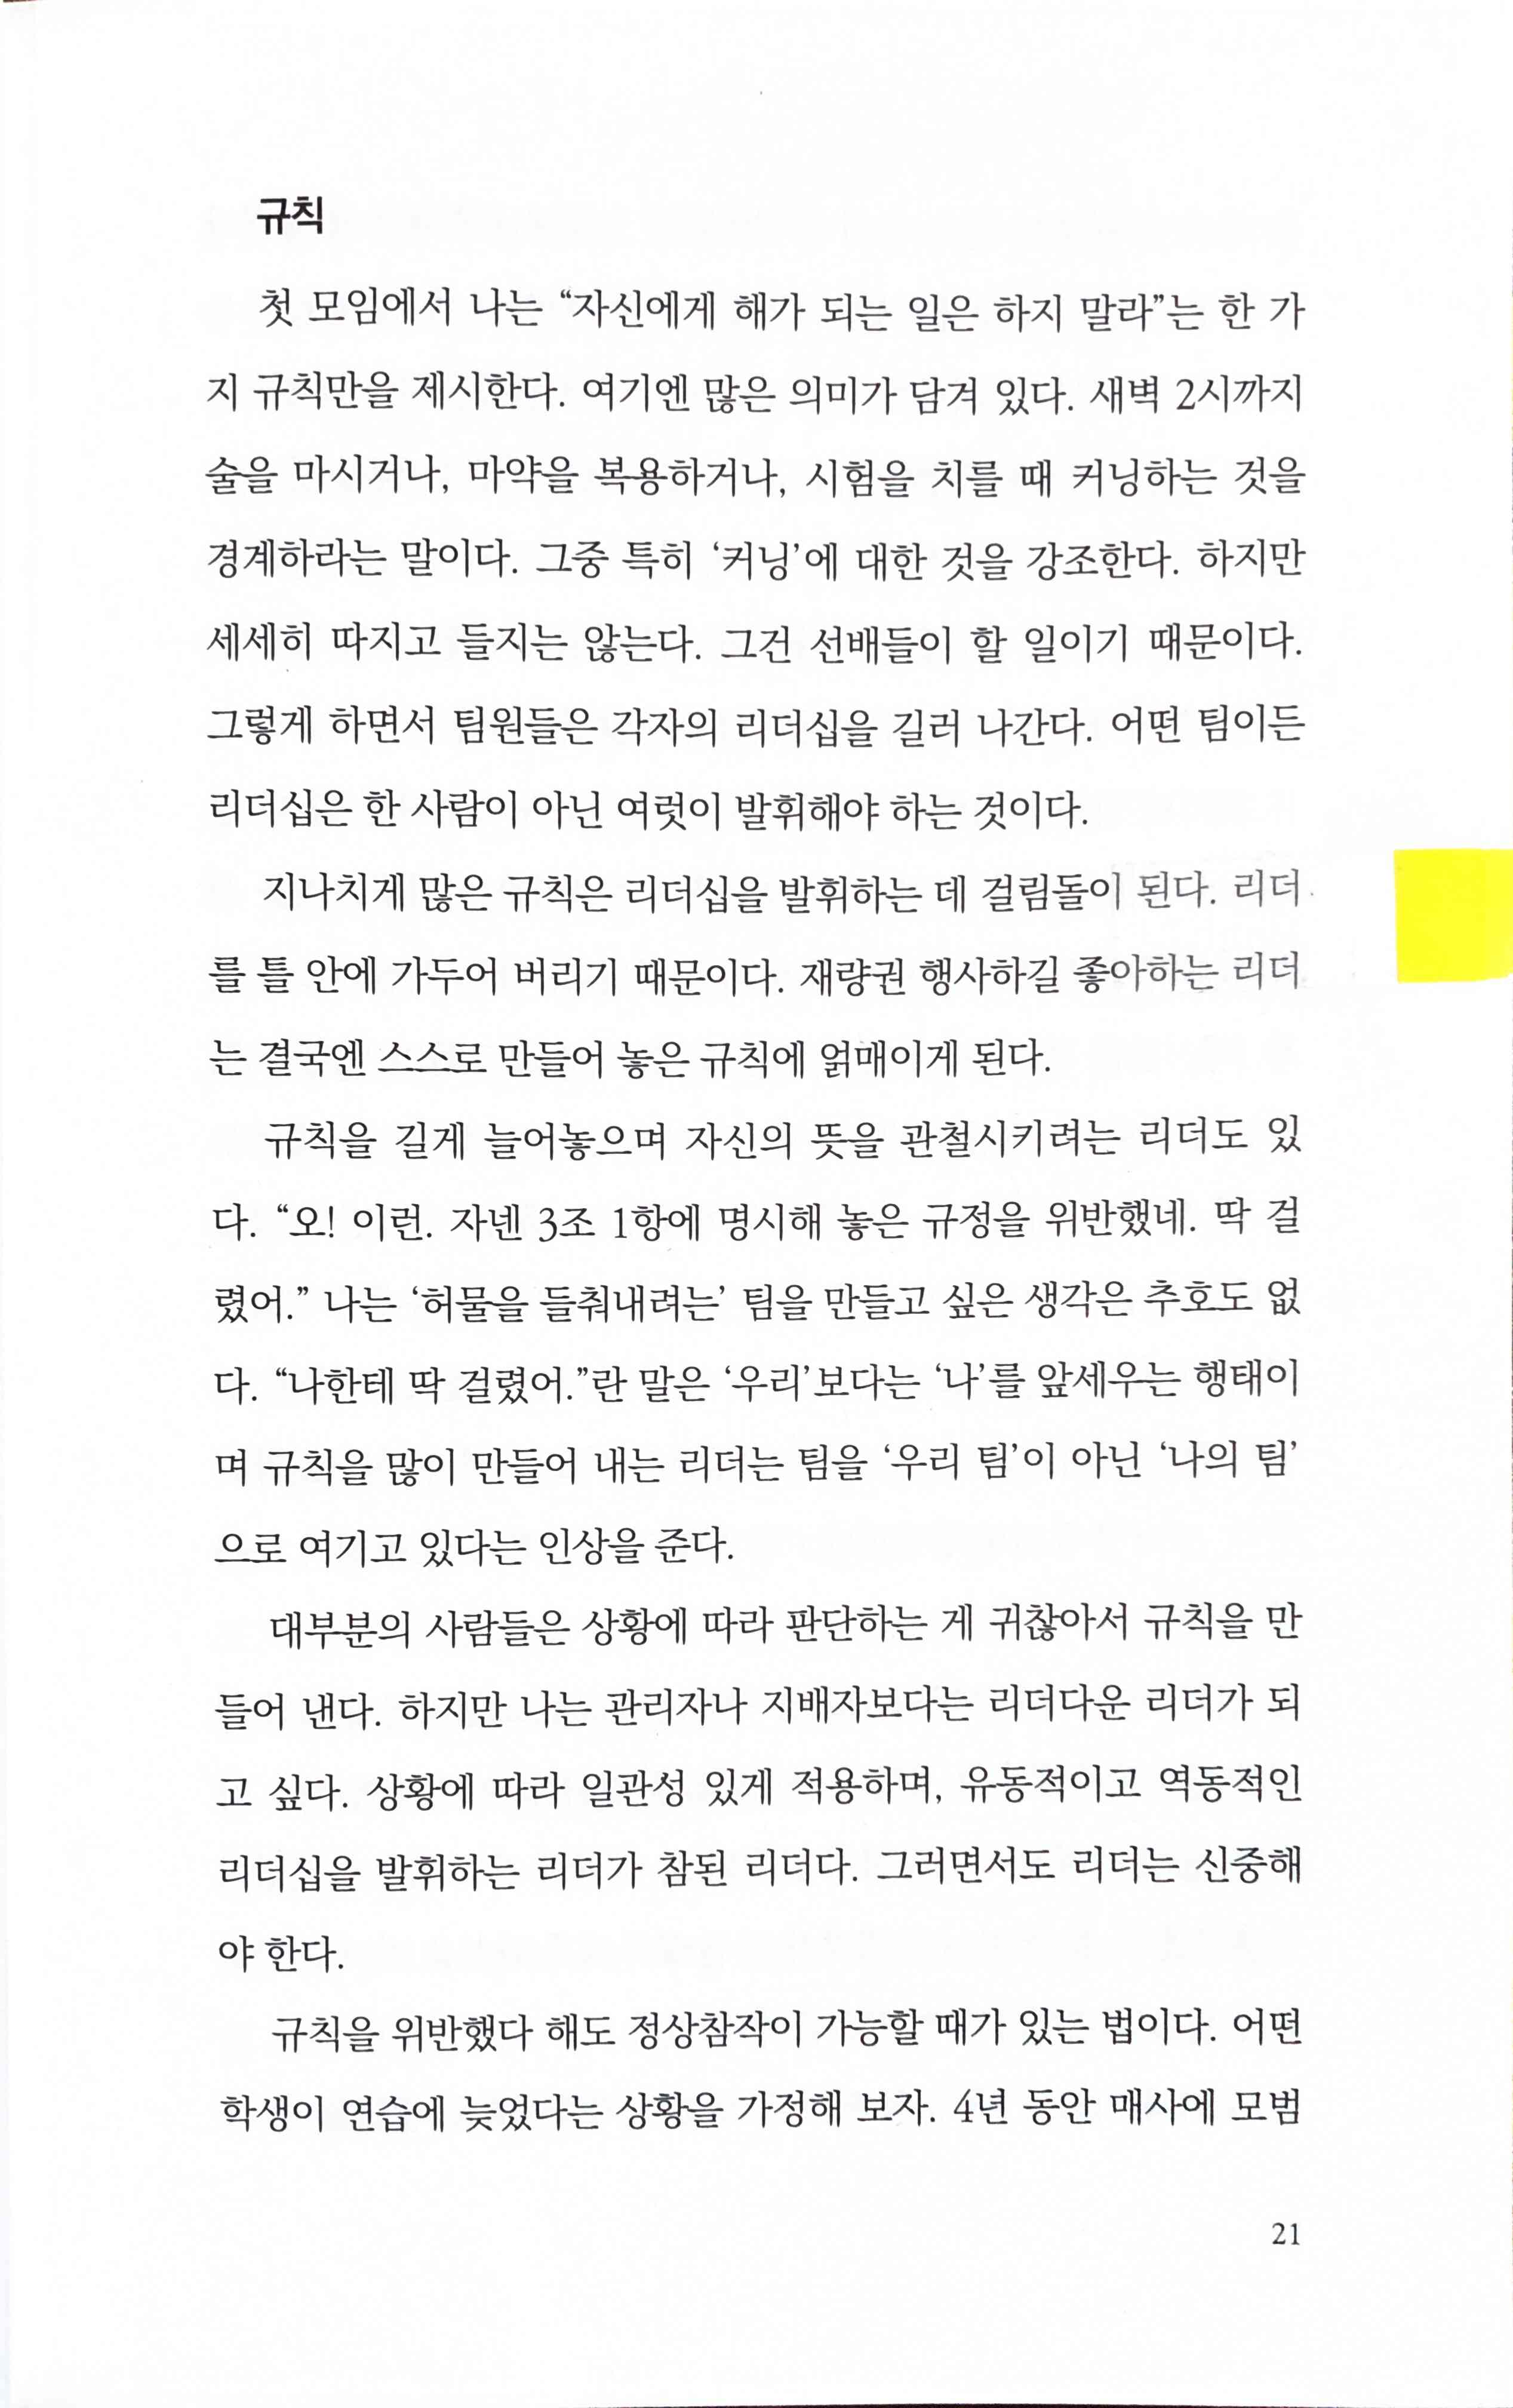 규칙
첫 모임에서 나는 “자신에게 해가 되는 일은 하지 말라”는 한 가
지 규칙만을 제시한다. 여기엔 많은 의미가 담겨 있다. 새벽 2시까지
술을 마시거나, 마약을 복용하거나, 시험을 치를 때 커닝하는 것을
경계하라는 말이다. 그중 특히 ‘커닝’에 대한 것을 강조한다. 하지만
세세히 따지고 들지는 않는다. 그건 선배들이 할 일이기 때문이다.
그렇게 하면서 팀원들은 각자의 리더십을 길러 나간다. 어떤 팀이든
리더십은 한 사람이 아닌 여럿이 발휘해야 하는 것이다.
지나치게 많은 규칙은 리더십을 발휘하는 데 걸림돌이 된다. 리더
를 틀 안에 가두어 버리기 때문이다. 재량권 행사하길 좋아하는 리더
는 결국엔 스스로 만들어 놓은 규칙에 얽매이게 된다.
규칙을 길게 늘어놓으며 자신의 뜻을 관철시키려는 리더도 있
다. “오! 이런. 자넨 3조 1항에 명시해 놓은 규정을 위반했네. 딱 걸
렸어.” 나는 ‘허물을 들춰내려는’ 팀을 만들고 싶은 생각은 추호도 없
다. “나한테 딱 걸렸어.”란 말은 ‘우리’보다는 ‘나’를 앞세우는 행태이
며 규칙을 많이 만들어 내는 리더는 팀을 ‘우리 팀’이 아닌 ‘나의 팀’
으로 여기고 있다는 인상을 준다.
대부분의 사람들은 상황에 따라 판단하는 게 귀찮아서 규칙을 만
들어 낸다. 하지만 나는 관리자나 지배자보다는 리더다운 리더가 되
고 싶다. 상황에 따라 일관성 있게 적용하며, 유동적이고 역동적인
리더십을 발휘하는 리더가 참된 리더다. 그러면서도 리더는 신중해
야 한다.
규칙을 위반했다 해도 정상참작이 가능할 때가 있는 법이다. 어떤
학생이 연습에 늦었다는 상황을 가정해 보자. 4년 동안 매사에 모범
21